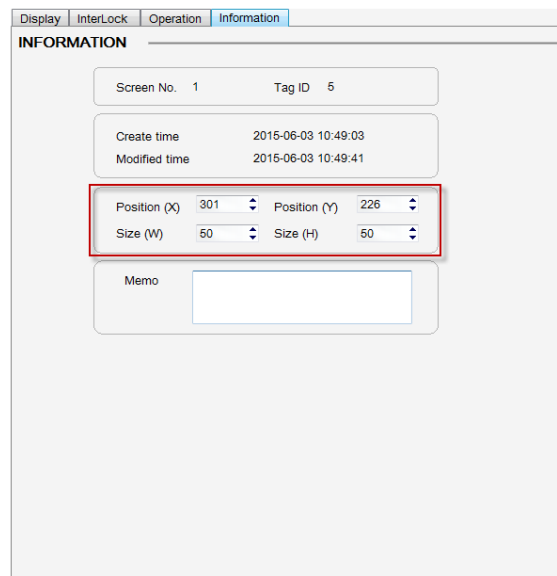 Display InterLock Operation Information
INFORMATION
Screen No. 1 Tag ID 5
Create time 2015-06-03 10:49:03
Modified time 2015-06-03 10:49:41
Position (X) 301 Position (Y) 226
Size (W) 50 Size (H) 50
Memo